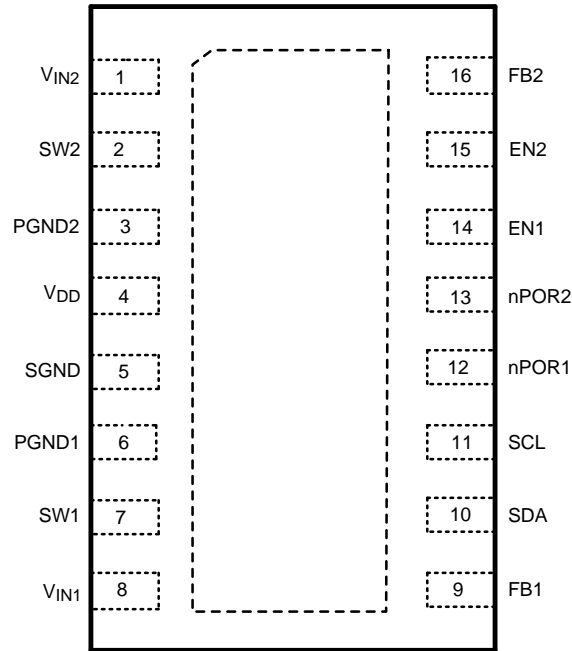 VIN2 1 16 FB2
SW2 2 15 EN2
PGND2 3 14 EN1
VDD 4 13 nPOR2
SGND 5 12 nPOR1
PGND1 6 11 SCL
SW1 7 10 SDA
VIN1 8 9 FB1